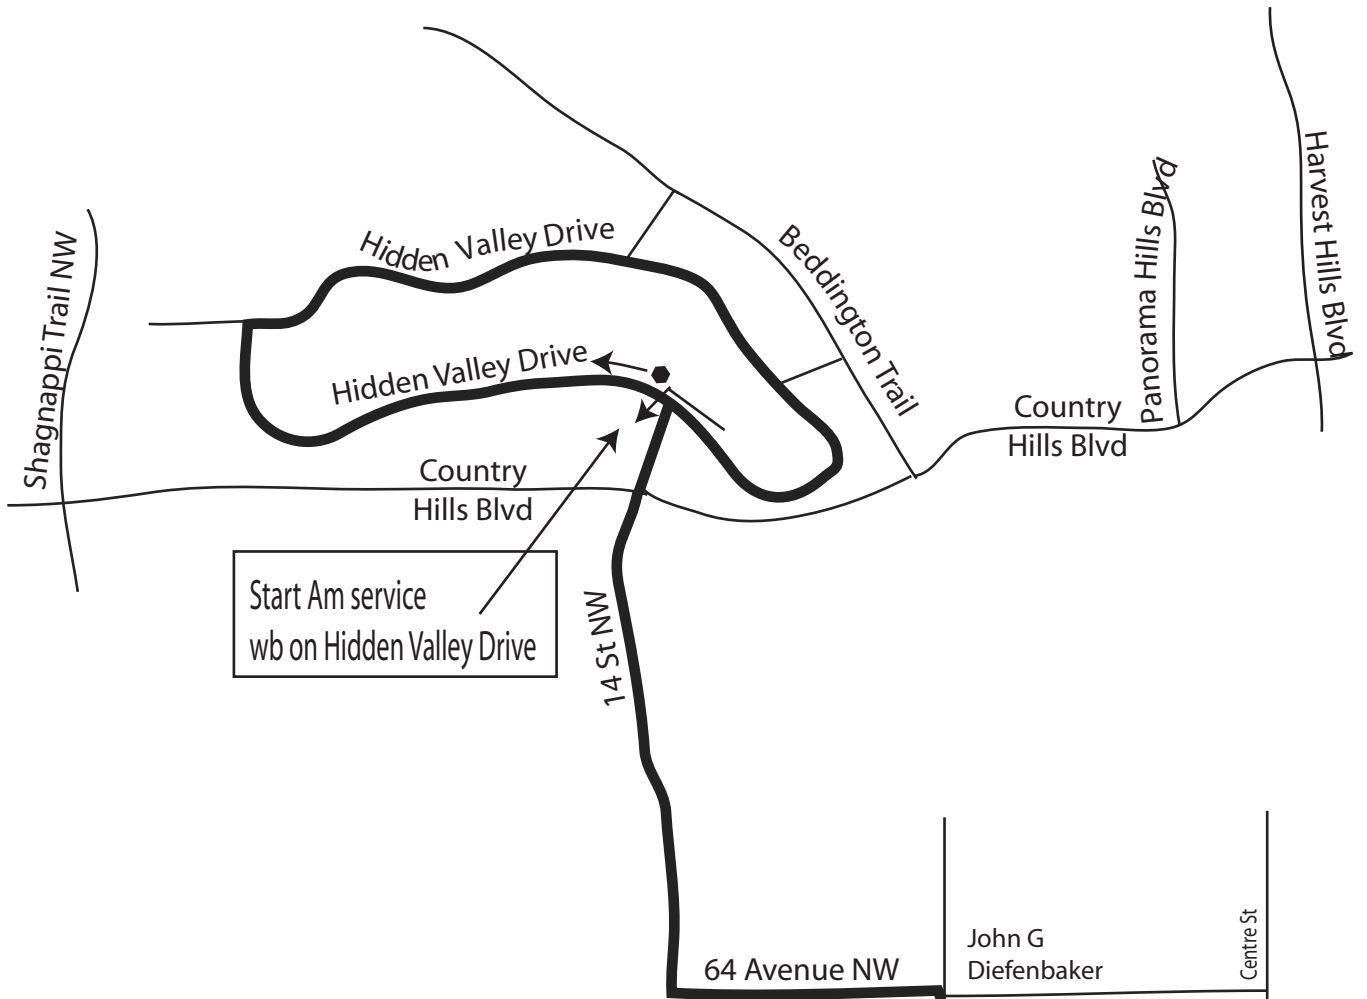 Harvest Hills Blvd
Panorama Hills Blvd
Hidden Valley Drive
Beddington Trail
Shagnappi Trail NW
Hidden Valley Drive
Country
Hills Blvd
Country
Hills Blvd
Start Am service
wb on Hidden Valley Drive
14 St NW
John G
Diefenbaker
Centre St
64 Avenue NW